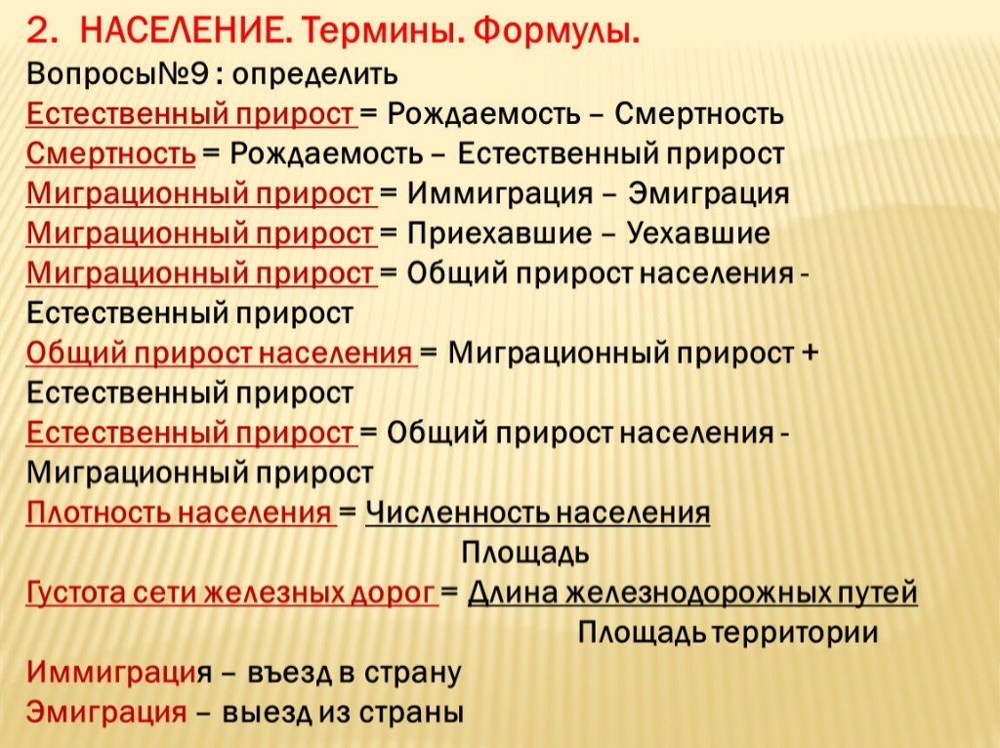 2. НАСЕЛЕНИЕ. Термины. Формулы.
Вопросы№9 : определить
Естественный прирост = Рождаемость – Смертность
Смертность = Рождаемость – Естественный прирост
Миграционный прирост = Иммиграция – Эмиграция
Миграционный прирост = Приехавшие – Уехавшие
Миграционный прирост = Общий прирост населения -
Естественный прирост
Общий прирост населения = Миграционный прирост +
Естественный прирост
Естественный прирост = Общий прирост населения -
Миграционный прирост
Плотность населения = Численность населения
Площадь
Густота сети железных дорог = Длина железнодорожных путей
Площадь территории
Иммиграция – въезд в страну
Эмиграция – выезд из страны